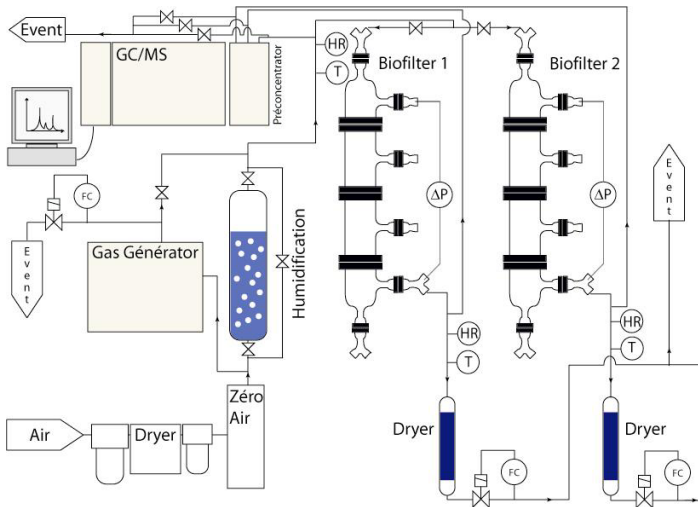 Event
GC/MS
Préconcentrator
HR
T
Biofilter 1
Biofilter 2
ΔP
ΔP
FC
Event
Gas Générator
Humidification
Event
HR
T
HR
T
Zéro
Air
Air
Dryer
Dryer
FC
Dryer
FC